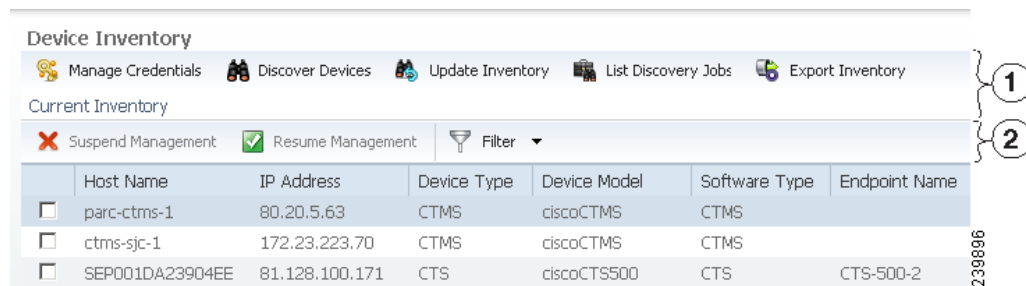 Device Inventory
Manage Credentials Discover Devices Update Inventory List Discovery Jobs Export Inventory
1
Current Inventory
Suspend Management Resume Management Filter
2
Host Name IP Address Device Type Device Model Software Type Endpoint Name
parc-ctms-1 80.20.5.63 CTMS ciscoCTMS CTMS
ctms-sjc-1 172.23.223.70 CTMS ciscoCTMS CTMS
SEP001DA23904EE 81.128.100.171 CTS ciscoCTS500 CTS CTS-500-2
239896